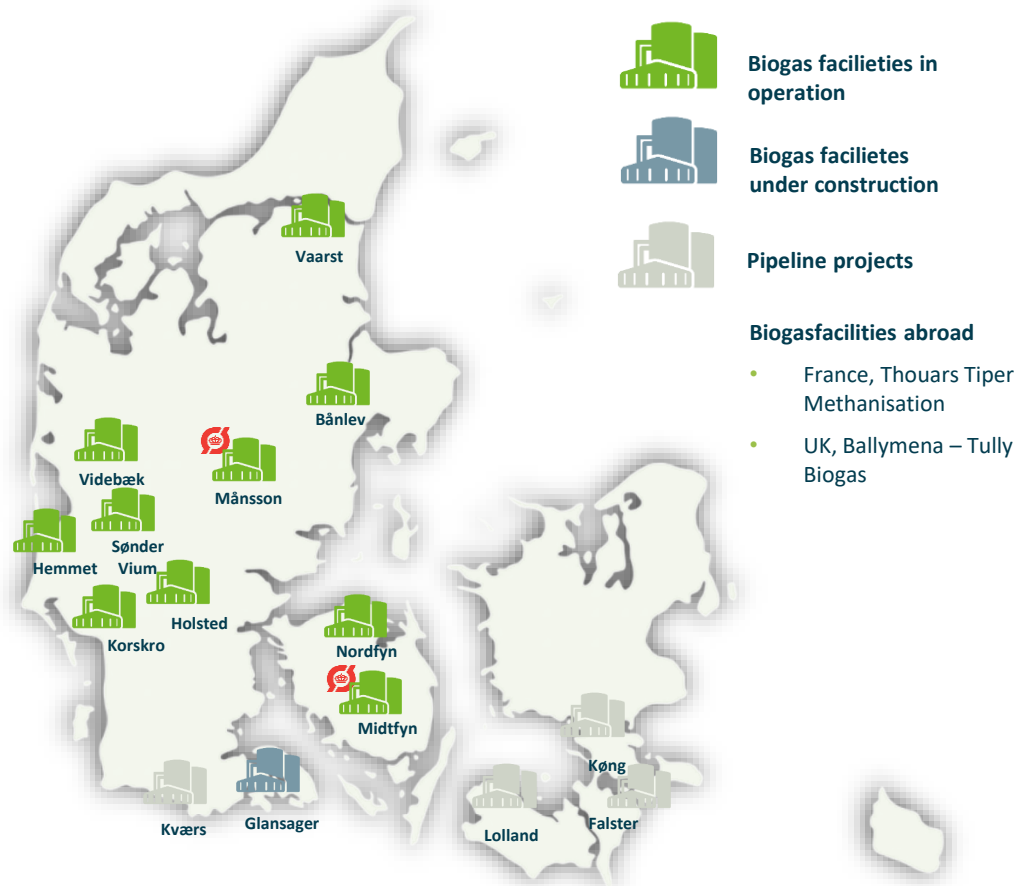 Biogas facilieties in
operation
Biogas facilietes
under construction
Pipeline projects
Biogasfacilities abroad
• France, Thouars Tiper
Methanisation
• UK, Ballymena – Tully
Biogas
Vaarst
Bånlev
Videbæk
Månsson
Sønder
Vium
Hemmet
Holsted
Korskro
Nordfyn
Midtfyn
Køng
Kværs
Glansager
Lolland
Falster